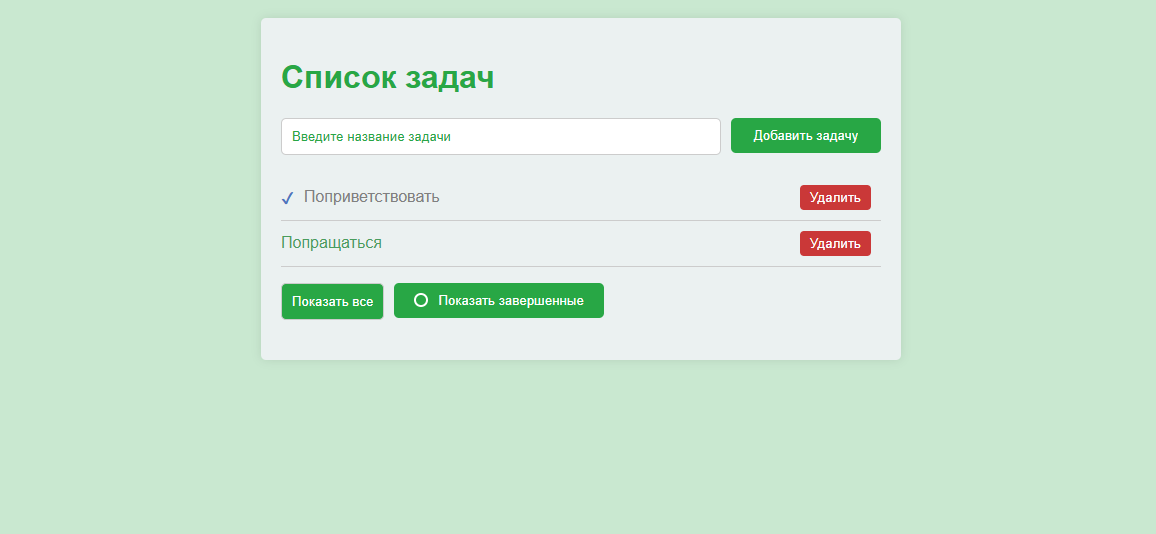 Список задач
Введите название задачи
Добавить задачу
✓ Поприветствовать
Удалить
Попращаться
Удалить
Показать все
Показать завершенные